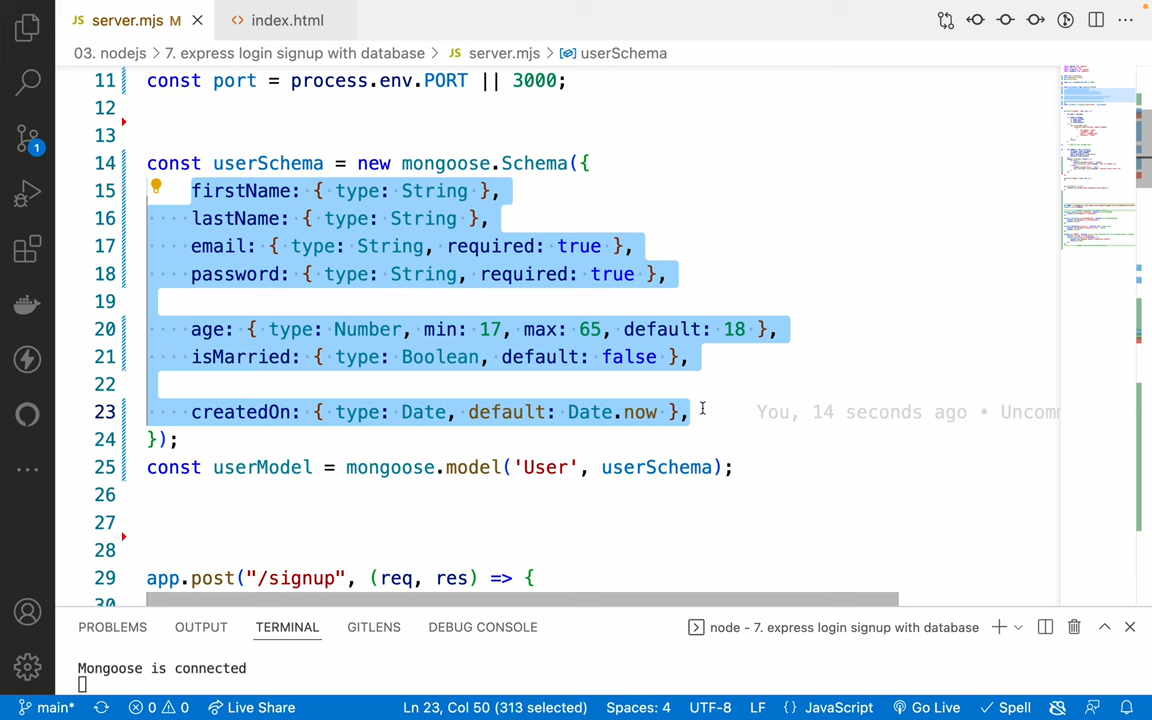 JS server.mjs M
<> index.html
03. nodejs > 7. express login signup with database > JS server.mjs > userSchema
11 const port = process.env.PORT || 3000;
12
13
14 const userSchema = new mongoose.Schema({
15 firstName: { type: String },
16 lastName: { type: String },
17 email: { type: String, required: true },
18 password: { type: String, required: true },
19
20 age: { type: Number, min: 17, max: 65, default: 18 },
21 isMarried: { type: Boolean, default: false },
22
23 createdOn: { type: Date, default: Date.now }, You, 14 seconds ago • Uncomm
24 });
25 const userModel = mongoose.model('User', userSchema);
26
27
28
29 app.post("/signup", (req, res) => {
1
PROBLEMS OUTPUT TERMINAL GITLENS DEBUG CONSOLE node - 7. express login signup with database
Mongoose is connected
main* 0 0 Live Share Ln 23, Col 50 (313 selected) Spaces: 4 UTF-8 LF {} JavaScript Go Live Spell